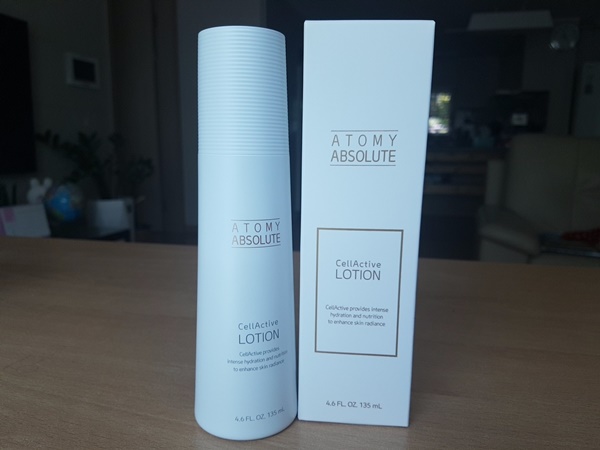 ATOMY
ABSOLUTE
CellActive
LOTION
CellActive provides
intense hydration and nutrition
to enhance skin radiance
4.6 FL. OZ. 135 mL
ATOMY
ABSOLUTE
CellActive
LOTION
CellActive provides intense
hydration and nutrition
to enhance skin radiance
4.6 FL. OZ. 135 mL